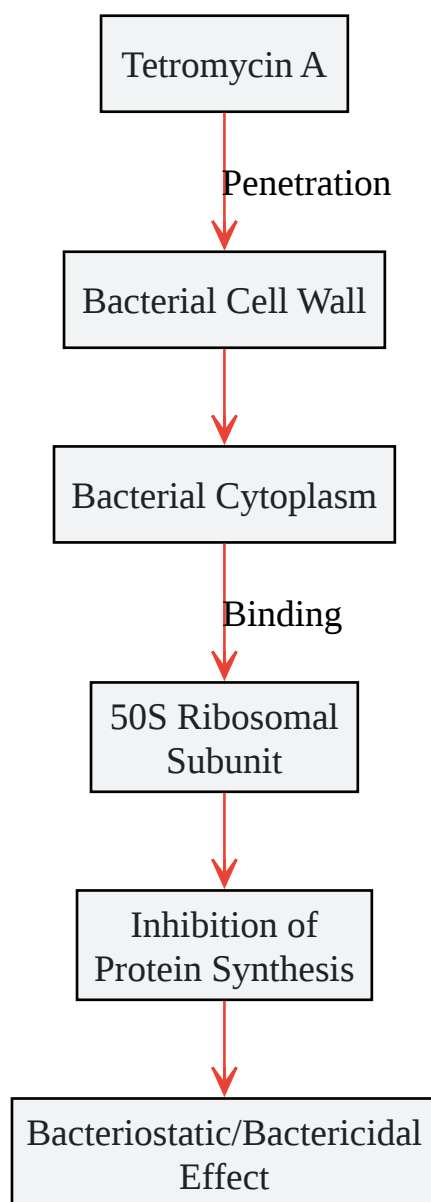 Tetromycin A
Penetration
Bacterial Cell Wall
Bacterial Cytoplasm
Binding
50S Ribosomal
Subunit
Inhibition of
Protein Synthesis
Bacteriostatic/Bactericidal
Effect